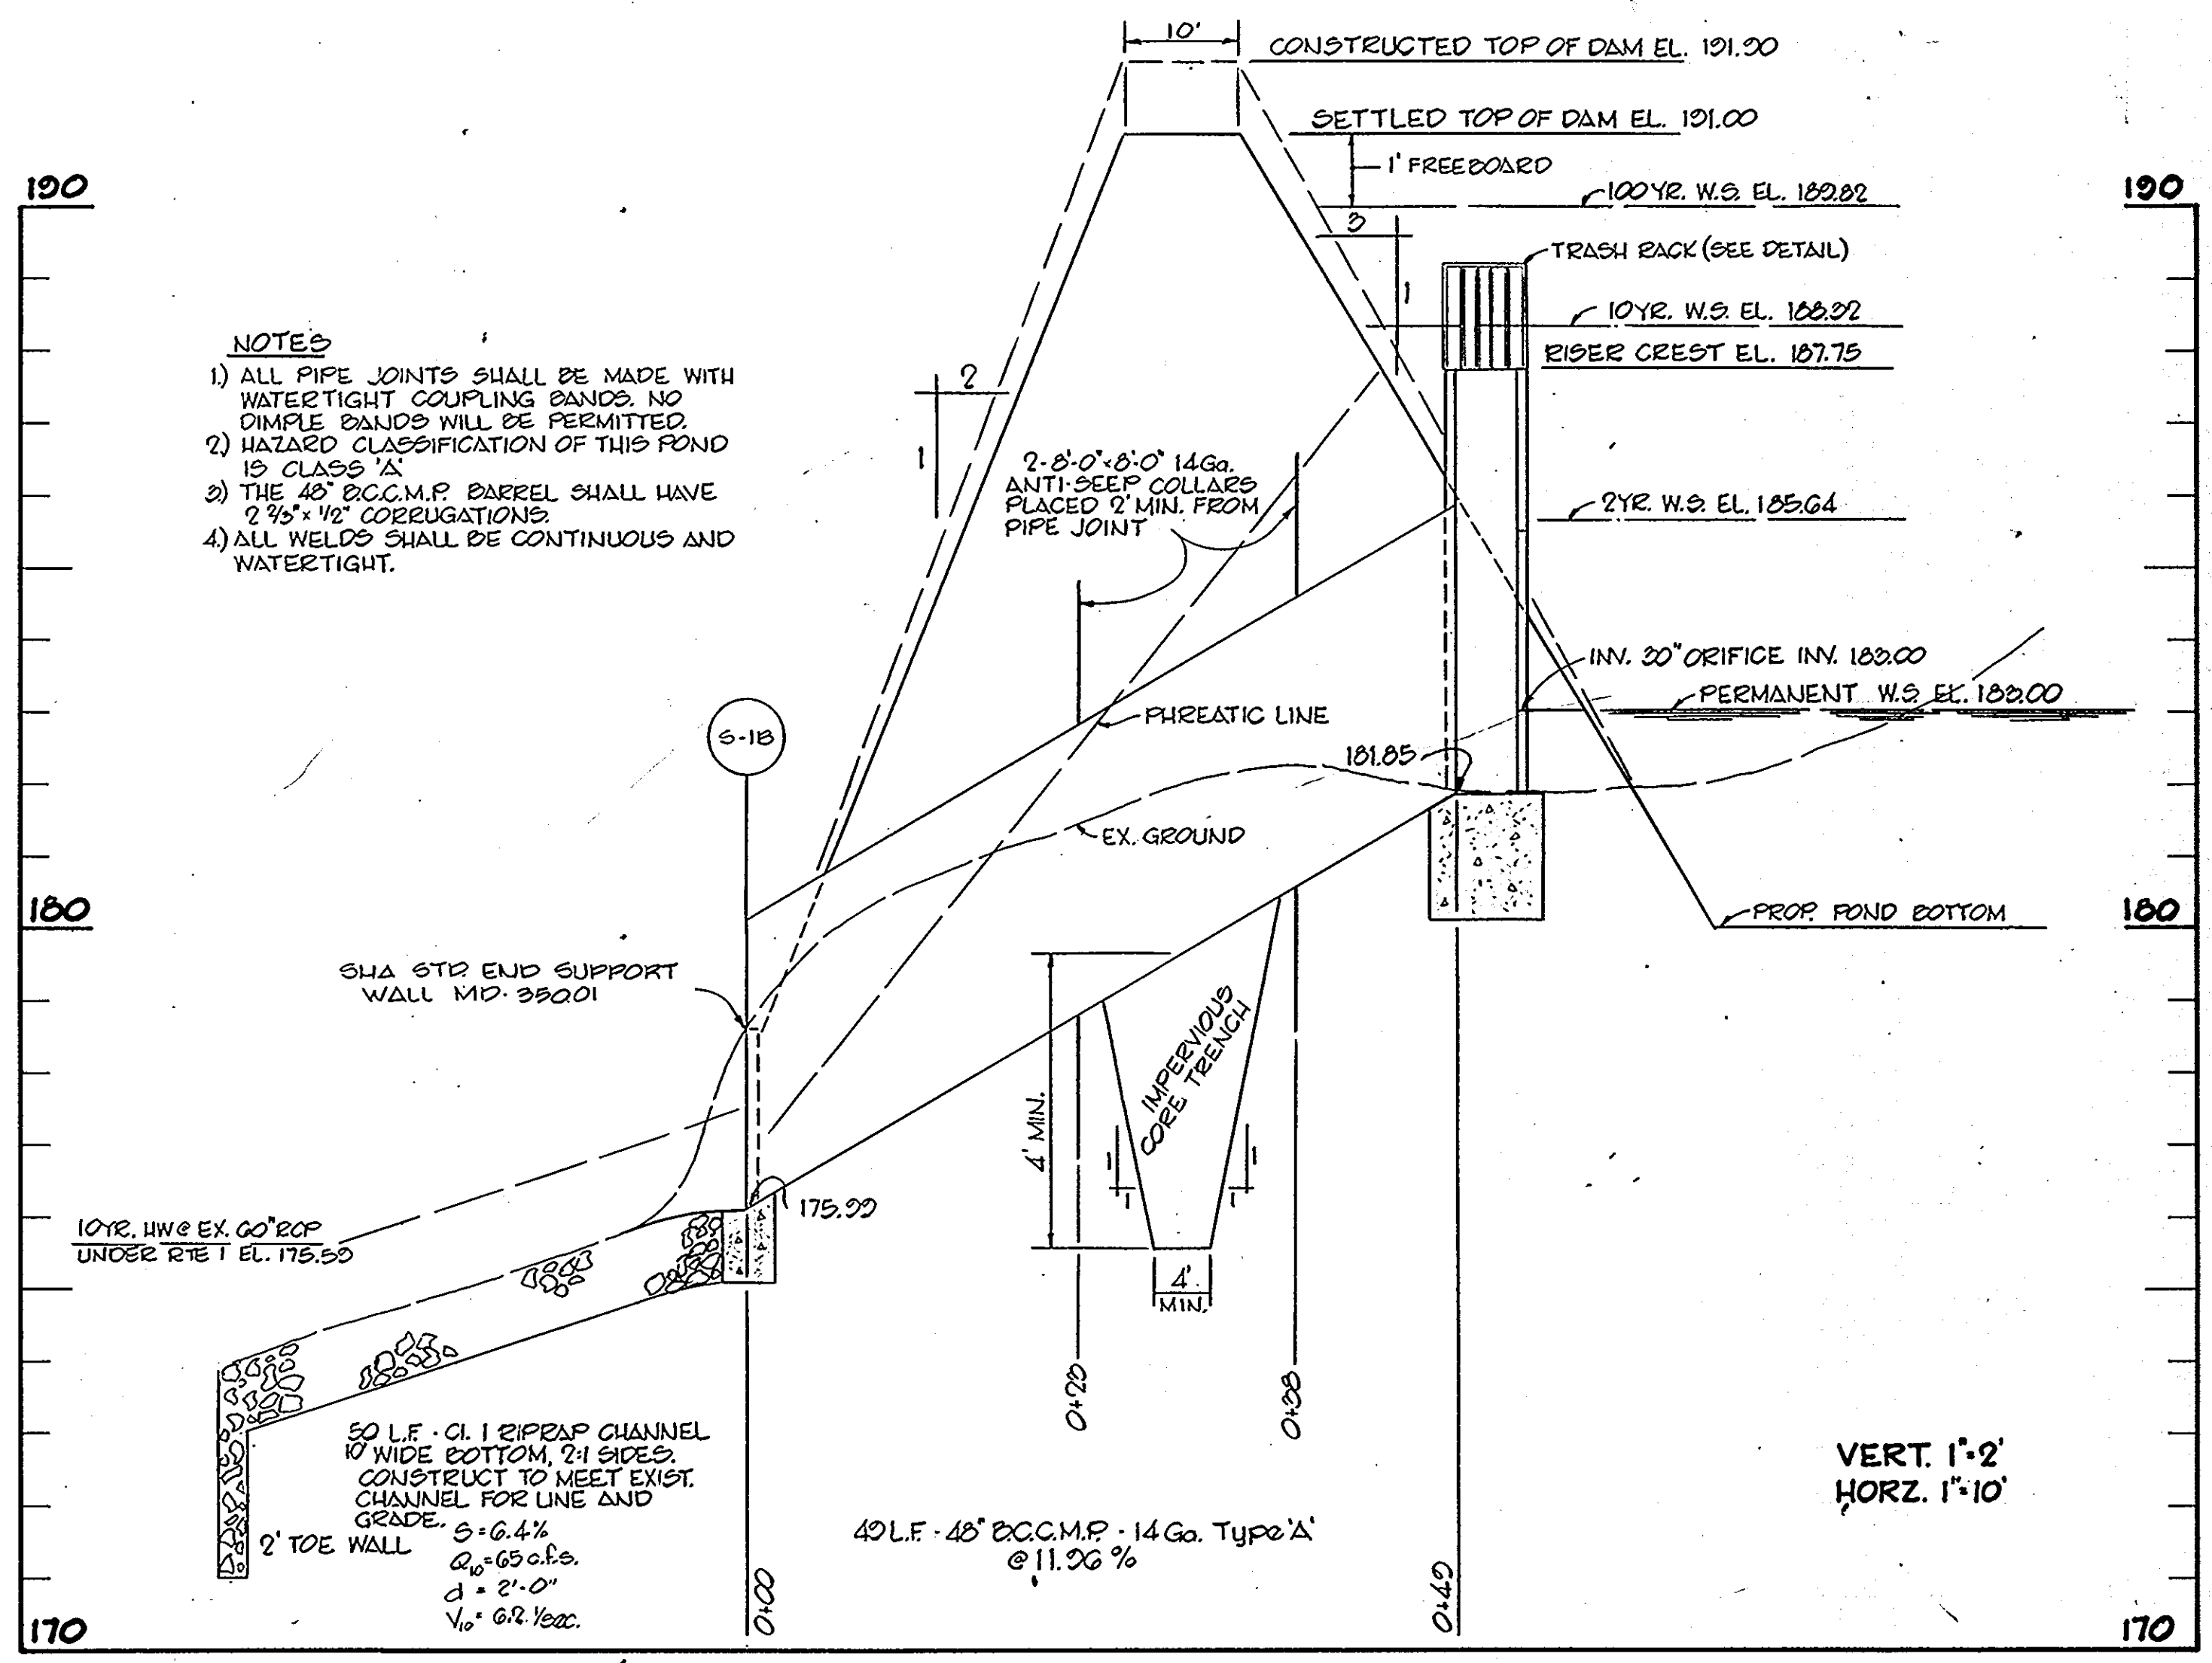 10'
CONSTRUCTED TOP OF DAM EL. 191.90
SETTLED TOP OF DAM EL. 191.00
1' FREEBOARD
190
100 YR. W.S. EL. 189.82
190
3
1
TRASH RACK (SEE DETAIL)
10 YR. W.S. EL. 188.32
RISER CREST EL. 187.75
NOTES
1.) ALL PIPE JOINTS SHALL BE MADE WITH
WATERTIGHT COUPLING BANDS. NO
DIMPLE BANDS WILL BE PERMITTED.
2.) HAZARD CLASSIFICATION OF THIS POND
IS CLASS 'A'
3.) THE 48" B.C.C.M.P. BARREL SHALL HAVE
2 2/3" x 1/2" CORRUGATIONS.
4.) ALL WELDS SHALL BE CONTINUOUS AND
WATERTIGHT.
2
1
2-8'-0"x8'-0" 14Ga.
ANTI-SEEP COLLARS
PLACED 2' MIN. FROM
PIPE JOINT
2 YR. W.S. EL. 185.64
INV. 30" ORIFICE INV. 183.00
PERMANENT W.S. EL. 183.00
S-1B
PHREATIC LINE
181.85
EX. GROUND
180
PROP. POND BOTTOM
180
SHA STD. END SUPPORT
WALL MD-350.01
4' MIN.
IMPERVIOUS
CORE TRENCH
1
1
1
1
4'
MIN.
175.99
10 YR. HW @ EX. 60" RCP
UNDER RTE 1 EL. 175.59
0+23
0+38
50 L.F. - Cl. 1 RIPRAP CHANNEL
10' WIDE BOTTOM, 2:1 SIDES.
CONSTRUCT TO MEET EXIST.
CHANNEL FOR LINE AND
GRADE.
S = 6.4%
Q10 = 65 c.f.s.
d = 2'-0"
V10 = 6.2 '/sec.
2' TOE WALL
49 L.F. - 48" B.C.C.M.P. - 14 Ga. Type 'A'
@ 11.96 %
VERT. 1"=2'
HORZ. 1"=10'
0+00
0+49
170
170